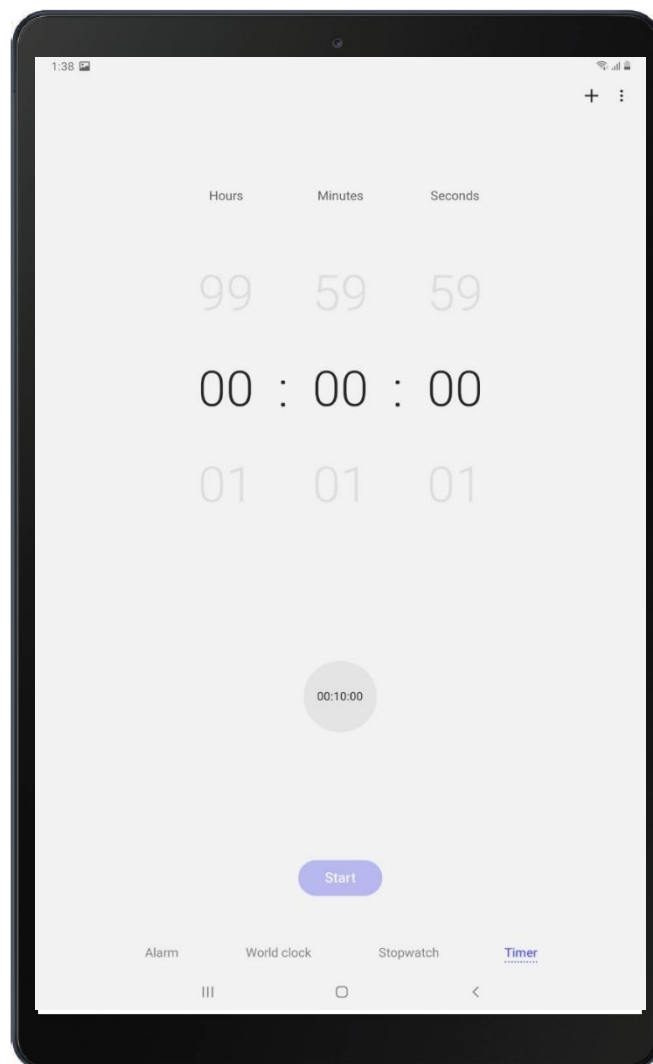 1:38
Hours Minutes Seconds
99 59 59
00 : 00 : 00
01 01 01
00:10:00
Start
Alarm World clock Stopwatch Timer